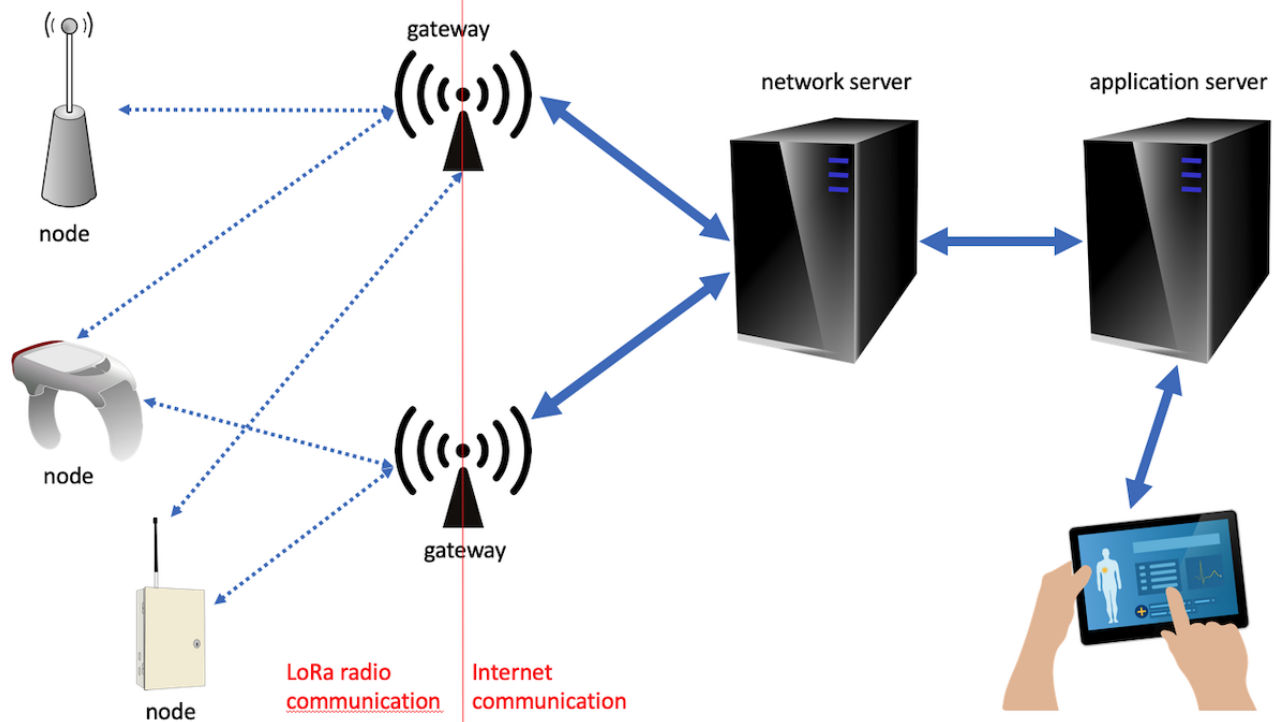 gateway
network server
application server
node
node
gateway
node
LoRa radio
communication
Internet
communication